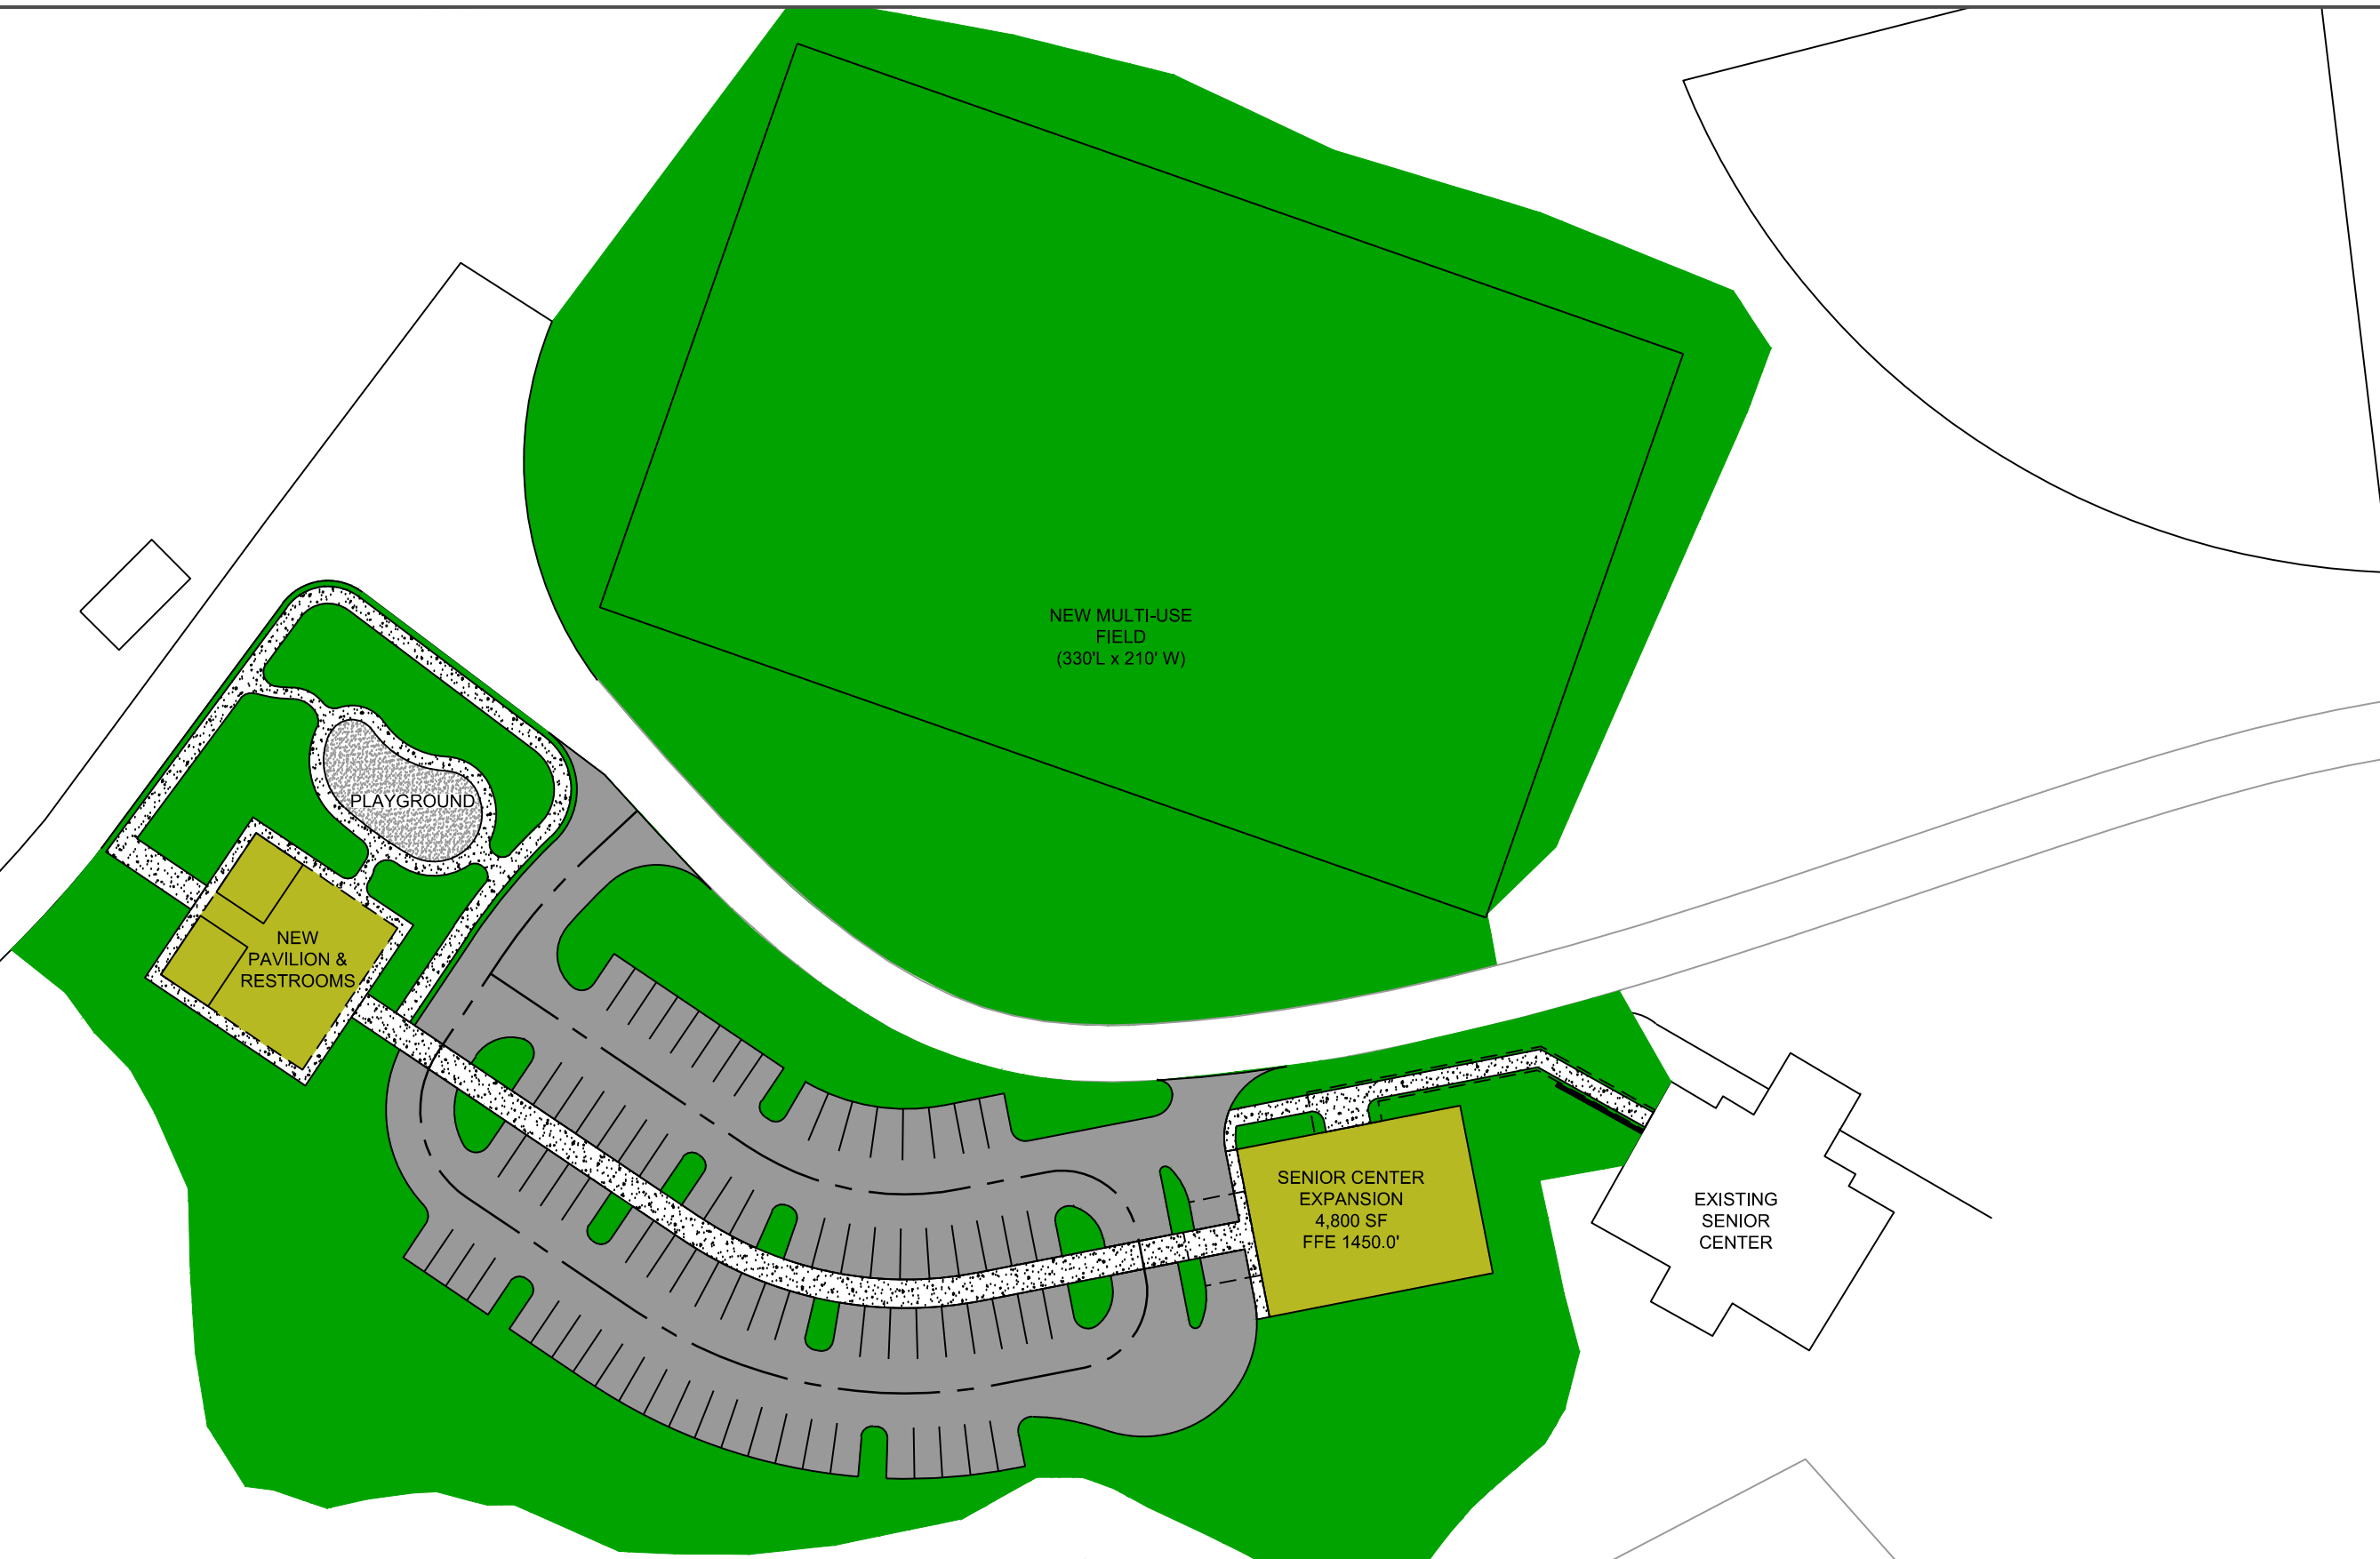 NEW MULTI-USE
FIELD
(330'L x 210' W)
PLAYGROUND
NEW
PAVILION &
RESTROOMS
SENIOR CENTER
EXPANSION
4,800 SF
FFE 1450.0'
EXISTING
SENIOR
CENTER